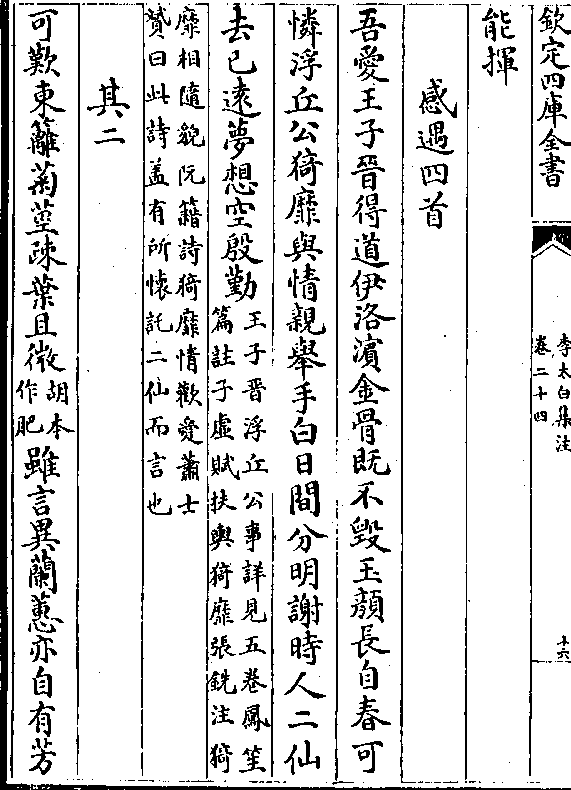 欽定四庫全書
李太白集注
卷二十四
十六
能揮
感遇四首
吾愛王子晉得道伊洛濱金骨既不毀玉顏長自春可
憐浮丘公猗靡與情親舉手白日間分明謝時人二仙
去已遠夢想空殷勤王子晉浮丘公事詳見五卷鳳笙
篇註子虛賦扶輿猗靡張銑注猗
靡相隨貌阮籍詩猗靡情歡愛蕭士
贇曰此詩盖有所懷託二仙而言也
其二
可歎東籬菊莖疎葉且微胡本
作肥雖言異蘭蕙亦自有芳